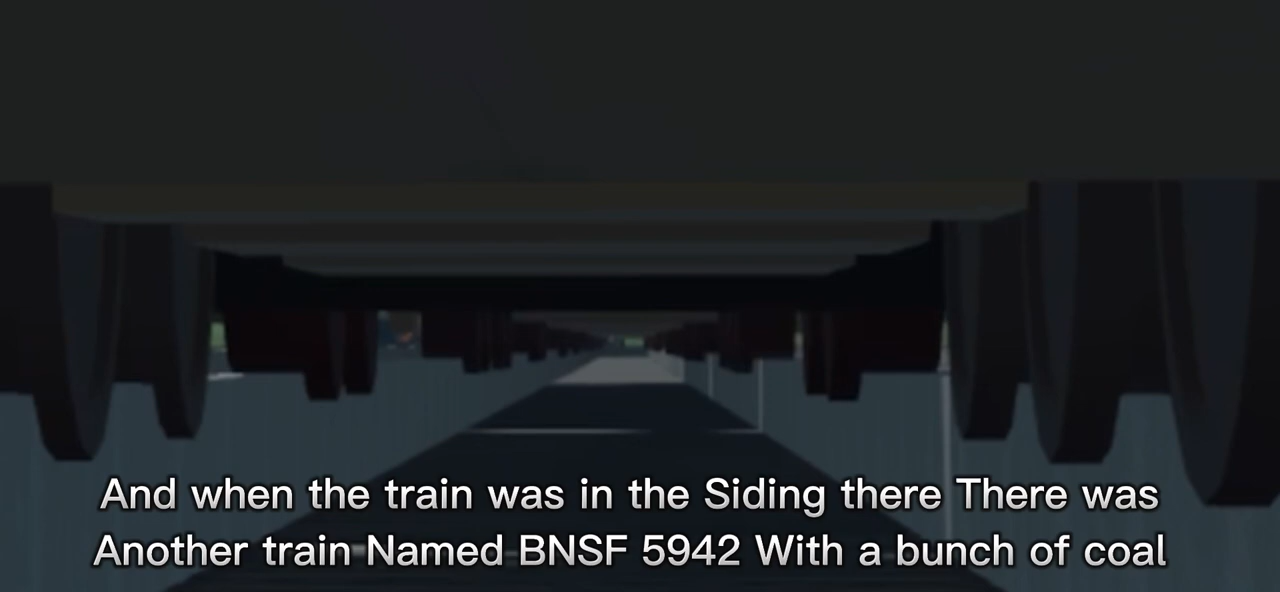 And when the train was in the Siding there There was
Another train Named BNSF 5942 With a bunch of coal